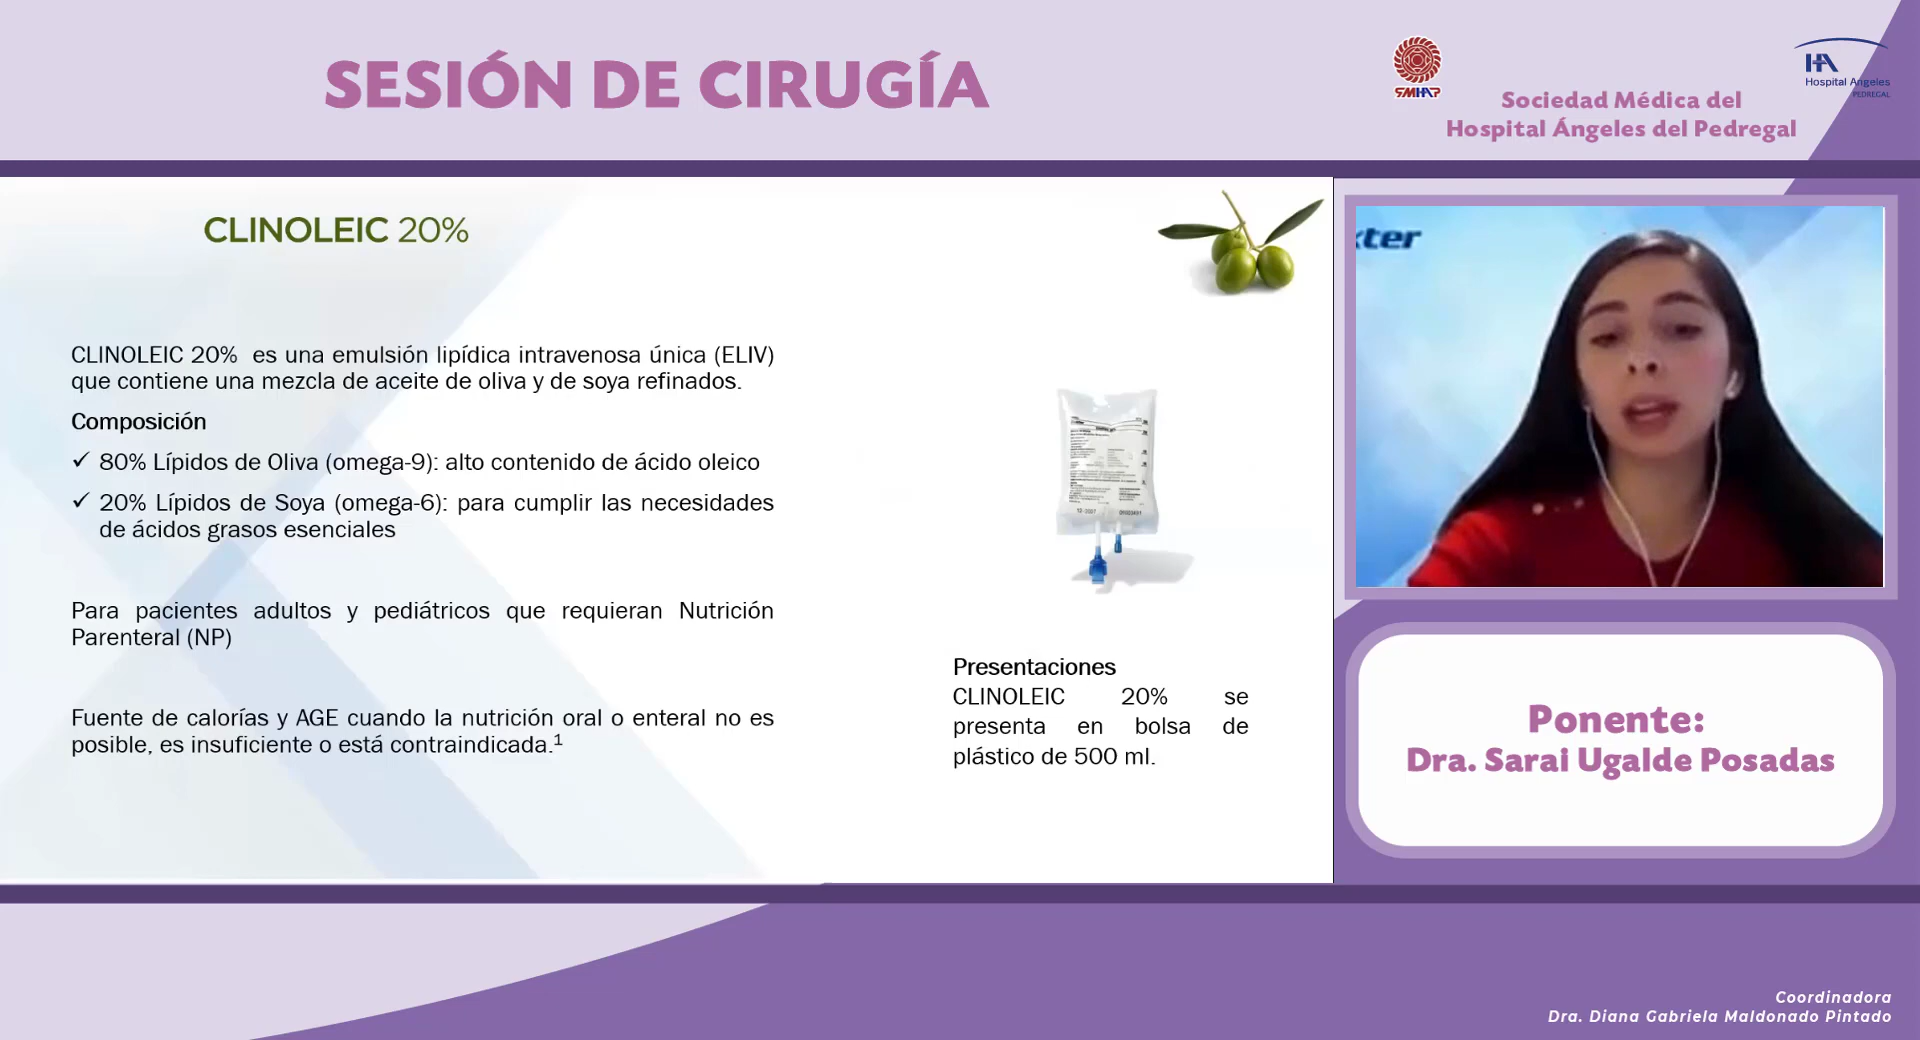 SESIÓN DE CIRUGÍA
SMHAP
Sociedad Médica del
Hospital Ángeles del Pedregal
HA
Hospital Angeles
PEDREGAL
CLINOLEIC 20%
CLINOLEIC 20% es una emulsión lipídica intravenosa única (ELIV)
que contiene una mezcla de aceite de oliva y de soya refinados.
Composición
✓ 80% Lípidos de Oliva (omega-9): alto contenido de ácido oleico
✓ 20% Lípidos de Soya (omega-6): para cumplir las necesidades
de ácidos grasos esenciales
Para pacientes adultos y pediátricos que requieran Nutrición
Parenteral (NP)
Fuente de calorías y AGE cuando la nutrición oral o enteral no es
posible, es insuficiente o está contraindicada.¹
Presentaciones
CLINOLEIC 20% se
presenta en bolsa de
plástico de 500 ml.
xter
Ponente:
Dra. Sarai Ugalde Posadas
Coordinadora
Dra. Diana Gabriela Maldonado Pintado